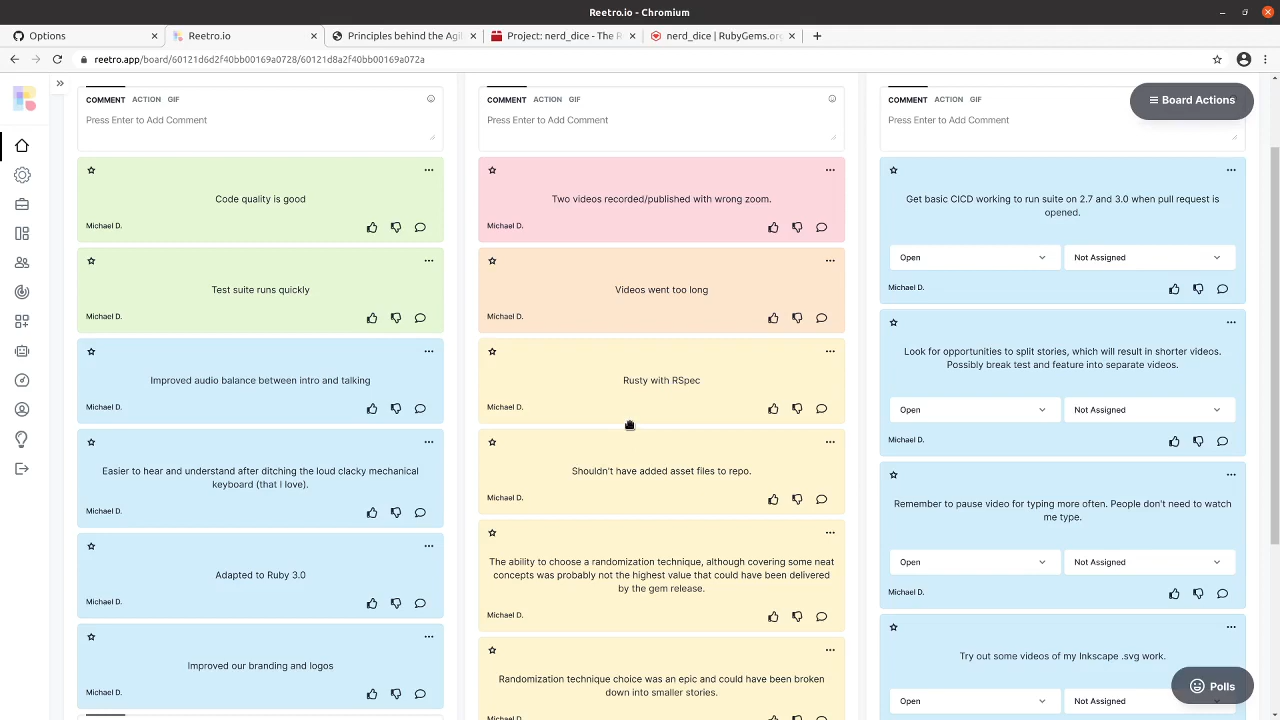 Reetro.io - Chromium
Options
Reetro.io
Principles behind the Agil
Project: nerd_dice - The R
nerd_dice | RubyGems.org
reetro.app/board/60121d6d2f40bb00169a0728/60121d8a2f40bb00169a072a
COMMENT ACTION GIF
Press Enter to Add Comment
Code quality is good
Michael D.
Test suite runs quickly
Michael D.
Improved audio balance between intro and talking
Michael D.
Easier to hear and understand after ditching the loud clacky mechanical
keyboard (that I love).
Michael D.
Adapted to Ruby 3.0
Michael D.
Improved our branding and logos
Michael D.
COMMENT ACTION GIF
Press Enter to Add Comment
Two videos recorded/published with wrong zoom.
Michael D.
Videos went too long
Michael D.
Rusty with RSpec
Michael D.
Shouldn't have added asset files to repo.
Michael D.
The ability to choose a randomization technique, although covering some neat
concepts was probably not the highest value that could have been delivered
by the gem release.
Michael D.
Randomization technique choice was an epic and could have been broken
down into smaller stories.
Michael D.
COMMENT ACTION GIF
Press Enter to Add Comment
Board Actions
Get basic CICD working to run suite on 2.7 and 3.0 when pull request is
opened.
Open Not Assigned
Michael D.
Look for opportunities to split stories, which will result in shorter videos.
Possibly break test and feature into separate videos.
Open Not Assigned
Michael D.
Remember to pause video for typing more often. People don't need to watch
me type.
Open Not Assigned
Michael D.
Try out some videos of my Inkscape .svg work.
Open Not Assigned
Polls